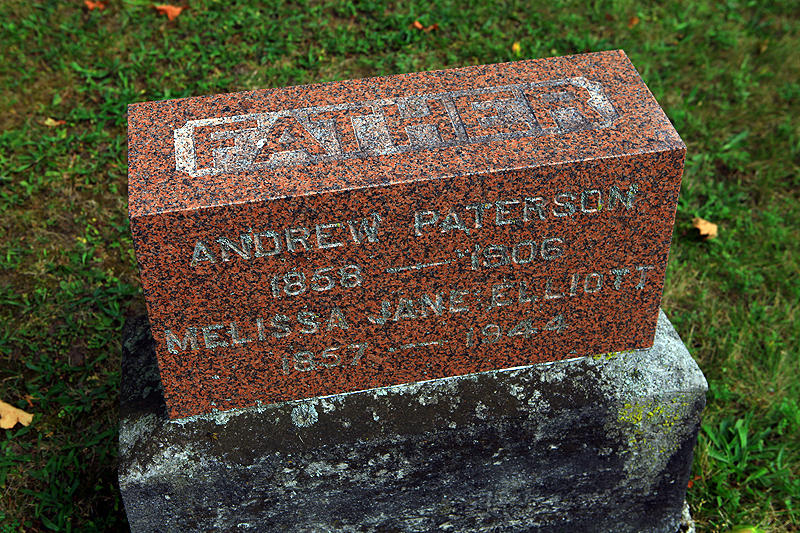 FATHER
ANDREW PATERSON
1858 — 1906
MELISSA JANE ELLIOTT
1857 — 1944